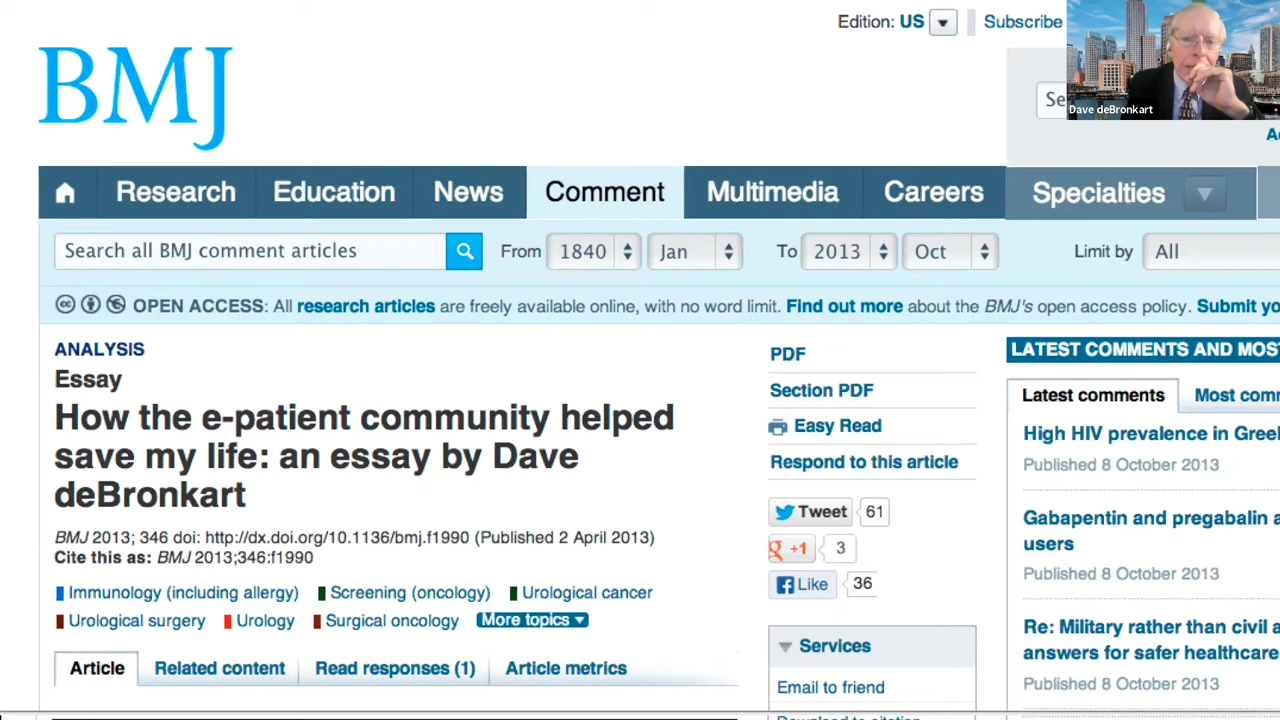 Edition: US
Subscribe
BMJ
Se
Dave deBronkart
Research Education News Comment Multimedia Careers Specialties
Search all BMJ comment articles From 1840 Jan To 2013 Oct Limit by All
OPEN ACCESS: All research articles are freely available online, with no word limit. Find out more about the BMJ's open access policy. Submit yo
ANALYSIS
Essay
How the e-patient community helped
save my life: an essay by Dave
deBronkart
BMJ 2013; 346 doi: http://dx.doi.org/10.1136/bmj.f1990 (Published 2 April 2013)
Cite this as: BMJ 2013;346:f1990
Immunology (including allergy) Screening (oncology) Urological cancer
Urological surgery Urology Surgical oncology More topics
Article Related content Read responses (1) Article metrics
PDF
Section PDF
Easy Read
Respond to this article
Tweet 61
+1 3
Like 36
Services
Email to friend
LATEST COMMENTS AND MOS
Latest comments Most com
High HIV prevalence in Gree
Published 8 October 2013
Gabapentin and pregabalin a
users
Published 8 October 2013
Re: Military rather than civil a
answers for safer healthcare
Published 8 October 2013